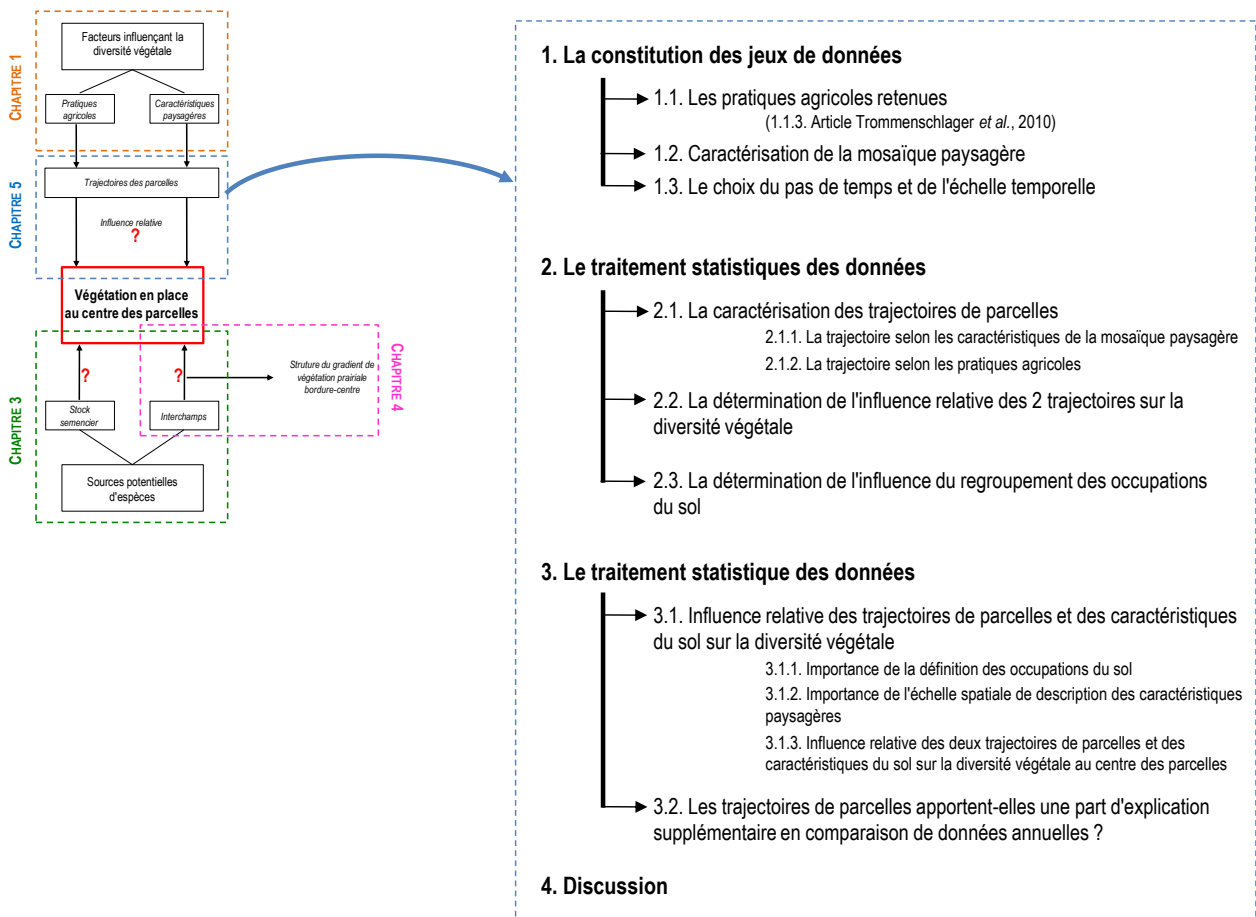 CHAPITRE 1
Facteurs influençant la
diversité végétale
Pratiques
agricoles
Caractéristiques
paysagères
CHAPITRE 5
Trajectoires des parcelles
Influence relative
?
Végétation en place
au centre des parcelles
CHAPITRE 3
?
?
CHAPITRE 4
Struture du gradient de
végétation prairiale
bordure-centre
Stock
semencier
Interchamps
Sources potentielles
d'espèces
1. La constitution des jeux de données
1.1. Les pratiques agricoles retenues
(1.1.3. Article Trommenschlager et al., 2010)
1.2. Caractérisation de la mosaïque paysagère
1.3. Le choix du pas de temps et de l'échelle temporelle
2. Le traitement statistiques des données
2.1. La caractérisation des trajectoires de parcelles
2.1.1. La trajectoire selon les caractéristiques de la mosaïque paysagère
2.1.2. La trajectoire selon les pratiques agricoles
2.2. La détermination de l'influence relative des 2 trajectoires sur la
diversité végétale
2.3. La détermination de l'influence du regroupement des occupations
du sol
3. Le traitement statistique des données
3.1. Influence relative des trajectoires de parcelles et des caractéristiques
du sol sur la diversité végétale
3.1.1. Importance de la définition des occupations du sol
3.1.2. Importance de l'échelle spatiale de description des caractéristiques
paysagères
3.1.3. Influence relative des deux trajectoires de parcelles et des
caractéristiques du sol sur la diversité végétale au centre des parcelles
3.2. Les trajectoires de parcelles apportent-elles une part d'explication
supplémentaire en comparaison de données annuelles ?
4. Discussion